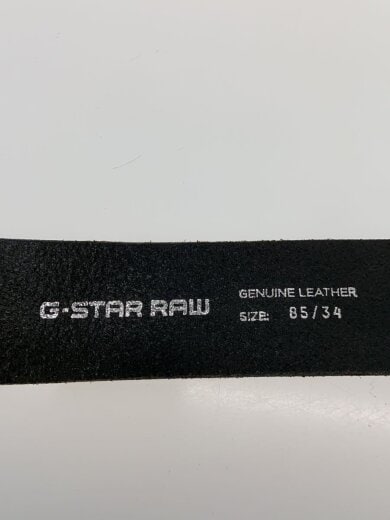 G-STAR RAW
GENUINE LEATHER
SIZE: 85/34